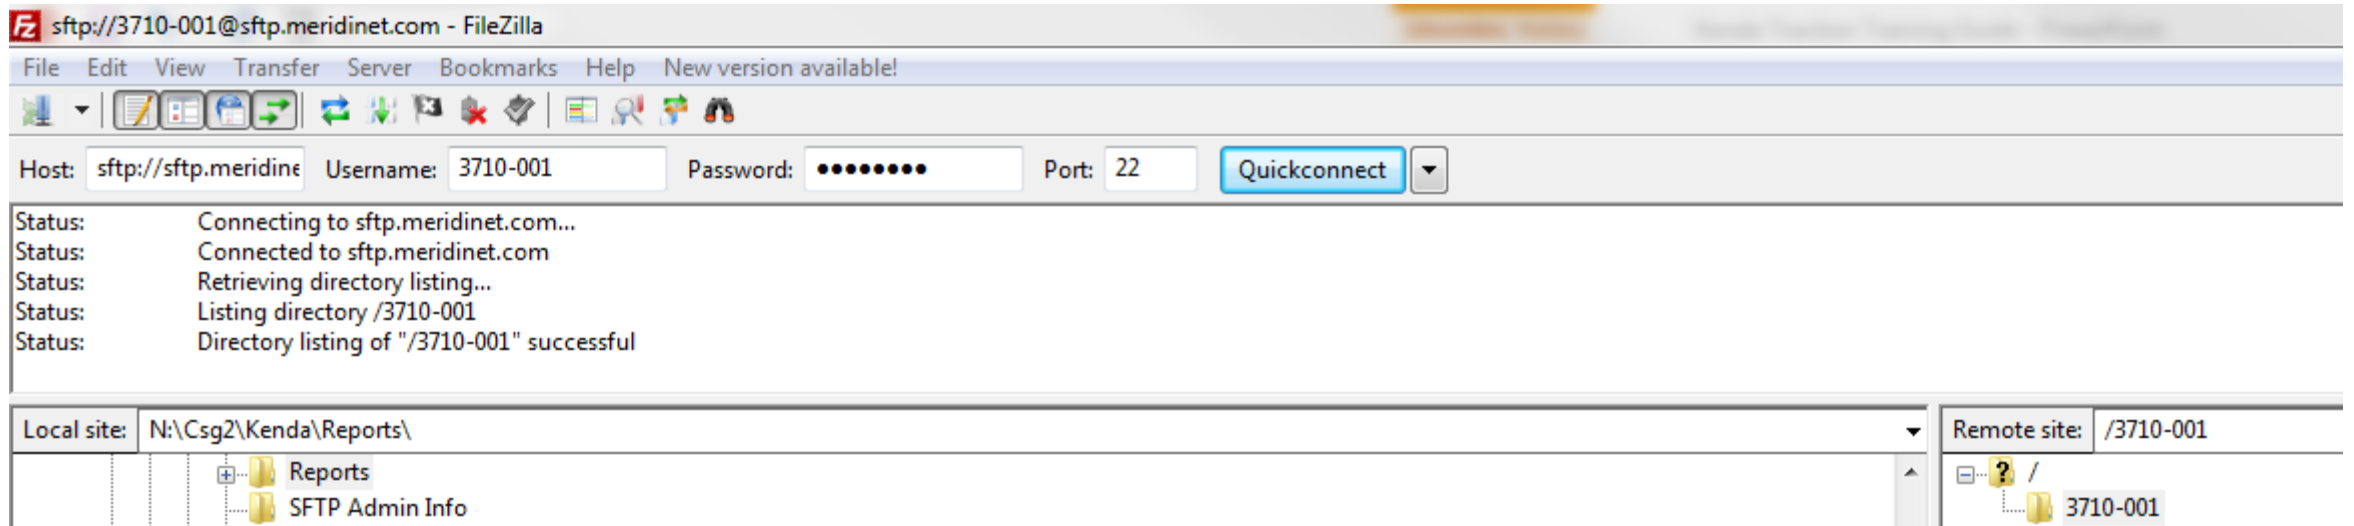 sftp://3710-001@sftp.meridinet.com - FileZilla
File Edit View Transfer Server Bookmarks Help New version available!
Host: sftp://sftp.meridine Username: 3710-001 Password: ●●●●●●●● Port: 22 Quickconnect
Status: Connecting to sftp.meridinet.com...
Status: Connected to sftp.meridinet.com
Status: Retrieving directory listing...
Status: Listing directory /3710-001
Status: Directory listing of "/3710-001" successful
Local site: N:\Csg2\Kenda\Reports\
Reports
SFTP Admin Info
Remote site: /3710-001
/
3710-001